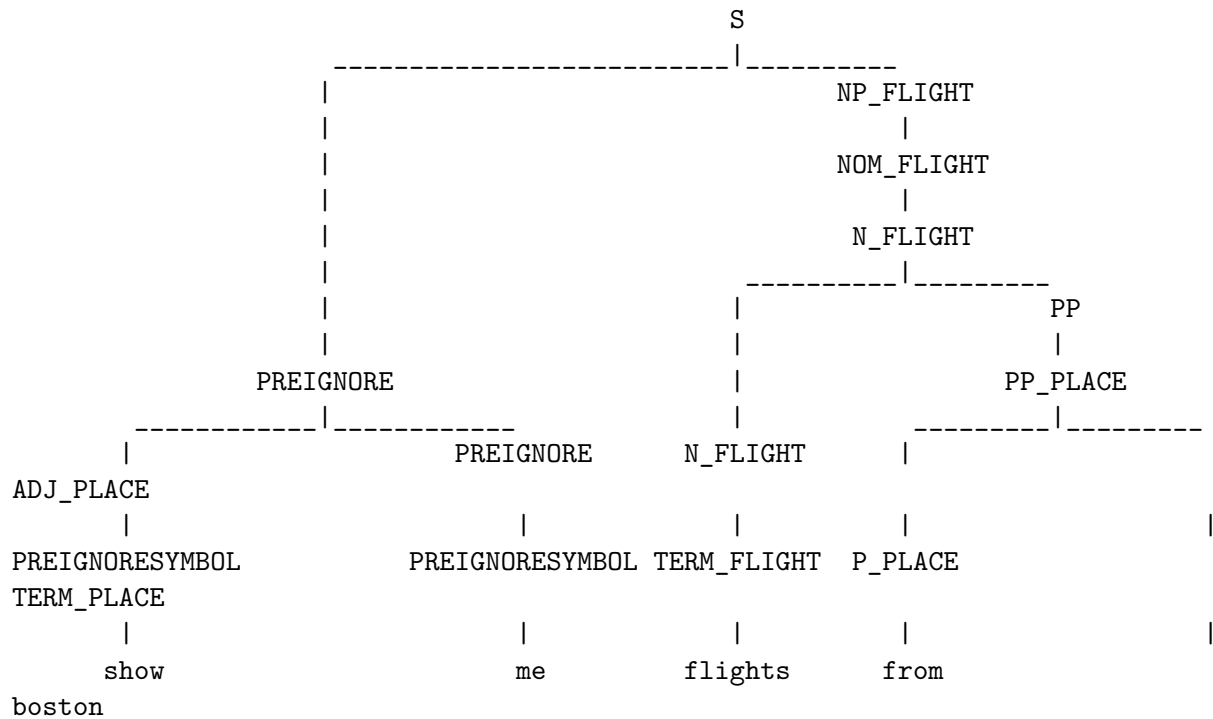 S
NP_FLIGHT
NOM_FLIGHT
N_FLIGHT
PP
PREIGNORE PP_PLACE
PREIGNORE N_FLIGHT
ADJ_PLACE
PREIGNORESYMBOL PREIGNORESYMBOL TERM_FLIGHT P_PLACE
TERM_PLACE
show me flights from
boston